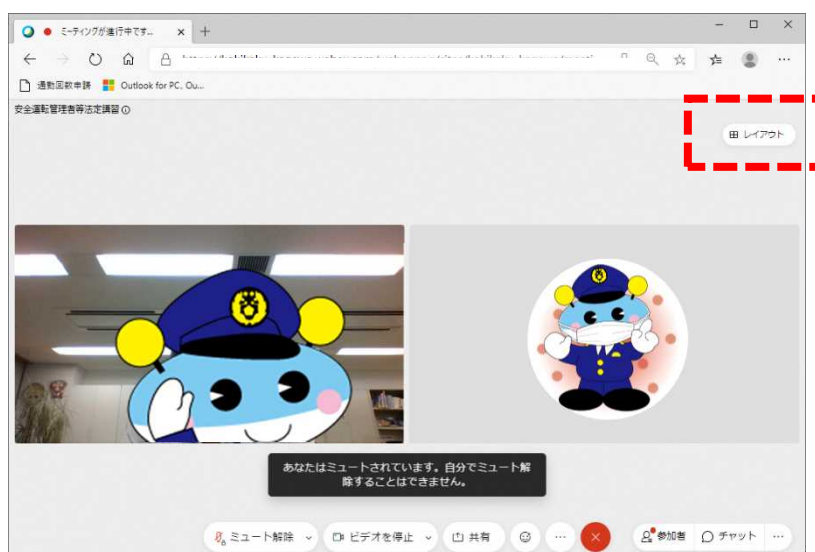 ミーティングが進行中です…
通勤回数申請 Outlook for PC, Ou...
安全運転管理者等法定講習
レイアウト
あなたはミュートされています。自分でミュート解
除することはできません。
ミュート解除 ビデオを停止 共有 参加者 チャット